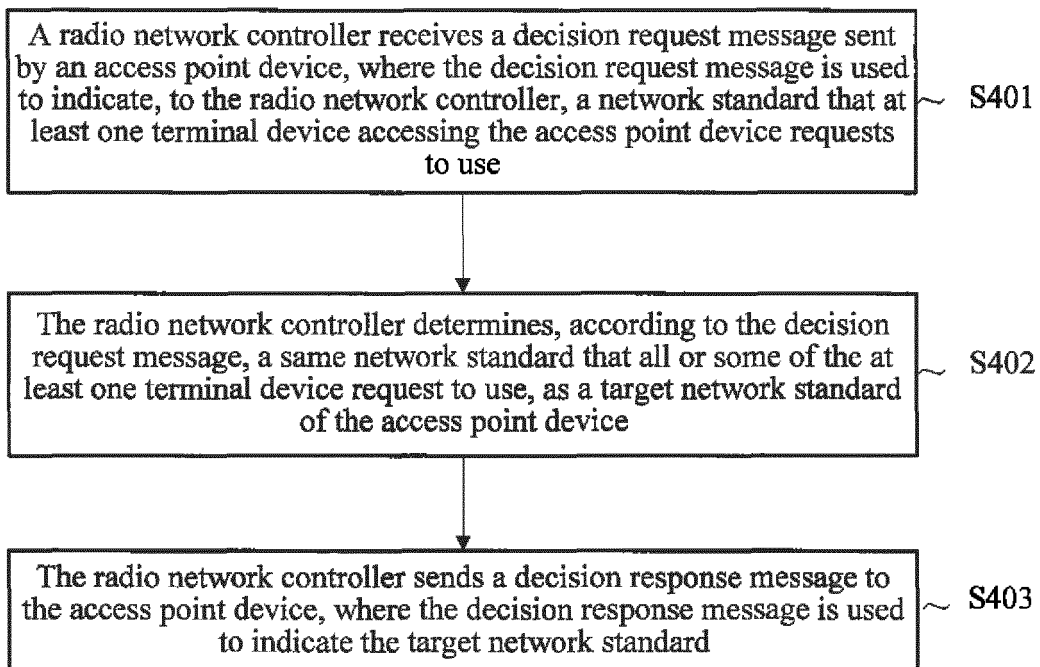 A radio network controller receives a decision request message sent
by an access point device, where the decision request message is used
to indicate, to the radio network controller, a network standard that at
least one terminal device accessing the access point device requests
to use
S401
The radio network controller determines, according to the decision
request message, a same network standard that all or some of the at
least one terminal device request to use, as a target network standard
of the access point device
S402
The radio network controller sends a decision response message to
the access point device, where the decision response message is used
to indicate the target network standard
S403